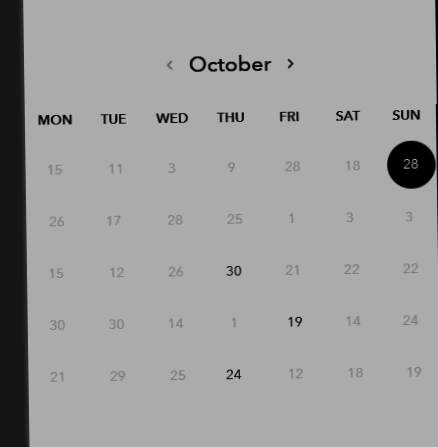 ‹ October ›
MON TUE WED THU FRI SAT SUN
15 11 3 9 28 18 28
26 17 28 25 1 3 3
15 12 26 30 21 22 22
30 30 14 1 19 14 24
21 29 25 24 12 18 19